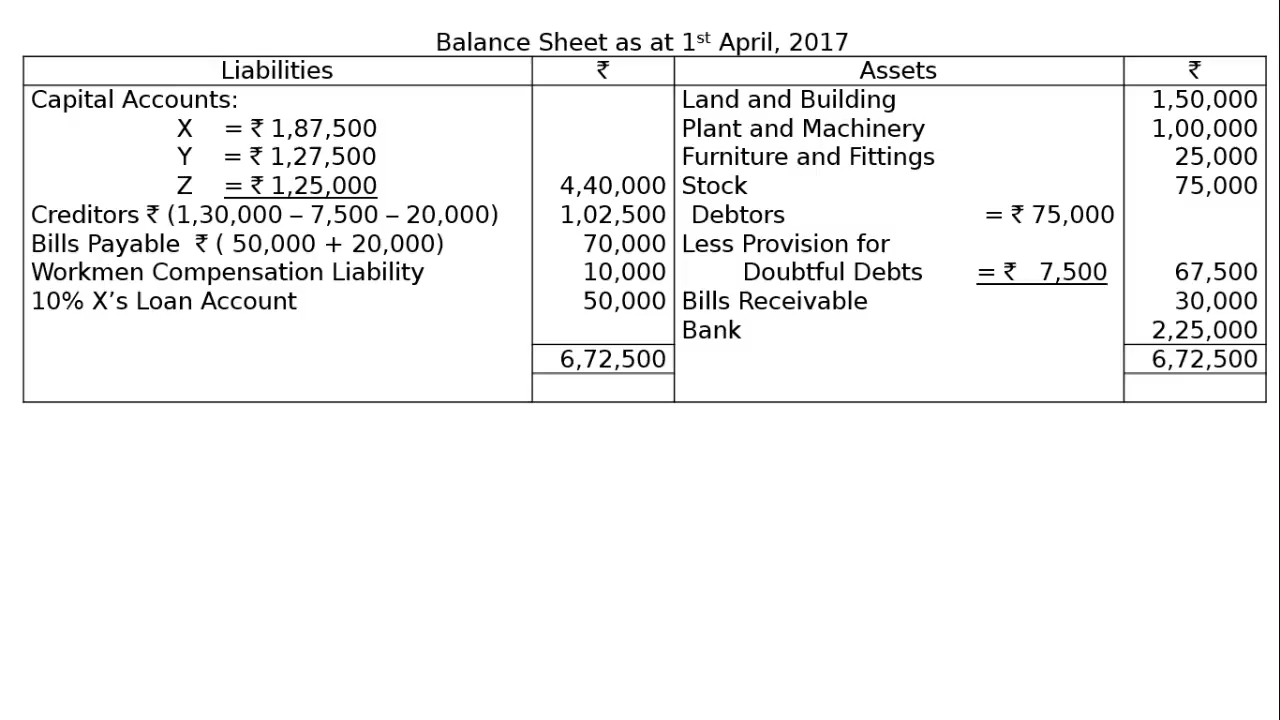 Balance Sheet as at 1st April, 2017
Liabilities ₹ Assets ₹
Capital Accounts: Land and Building 1,50,000
X = ₹ 1,87,500 Plant and Machinery 1,00,000
Y = ₹ 1,27,500 Furniture and Fittings 25,000
Z = ₹ 1,25,000 4,40,000 Stock 75,000
Creditors ₹ (1,30,000 – 7,500 – 20,000) 1,02,500 Debtors = ₹ 75,000
Bills Payable ₹ ( 50,000 + 20,000) 70,000 Less Provision for
Workmen Compensation Liability 10,000 Doubtful Debts = ₹ 7,500 67,500
10% X’s Loan Account 50,000 Bills Receivable 30,000
Bank 2,25,000
6,72,500 6,72,500